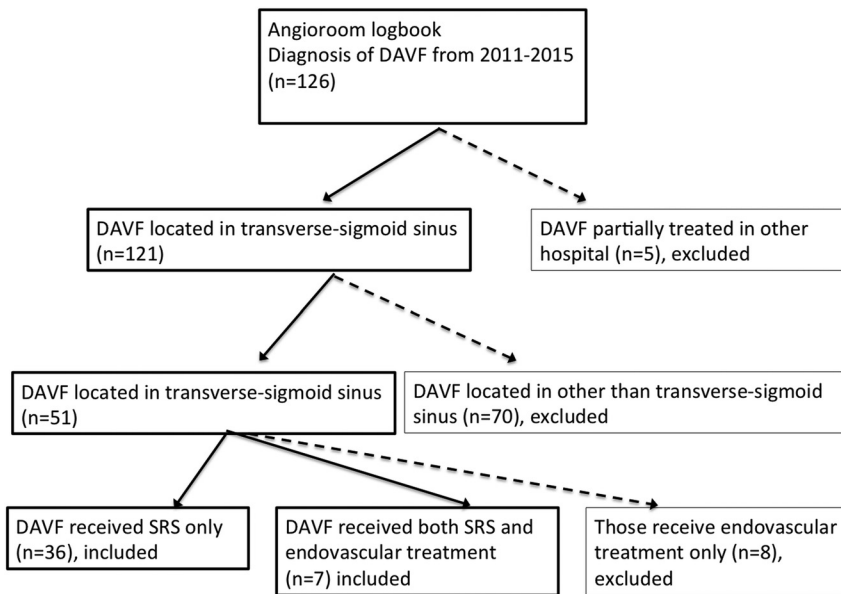 Angioroom logbook
Diagnosis of DAVF from 2011-2015
(n=126)
DAVF located in transverse-sigmoid sinus
(n=121)
DAVF partially treated in other
hospital (n=5), excluded
DAVF located in transverse-sigmoid sinus
(n=51)
DAVF located in other than transverse-sigmoid
sinus (n=70), excluded
DAVF received SRS only
(n=36), included
DAVF received both SRS and
endovascular treatment
(n=7) included
Those receive endovascular
treatment only (n=8),
excluded